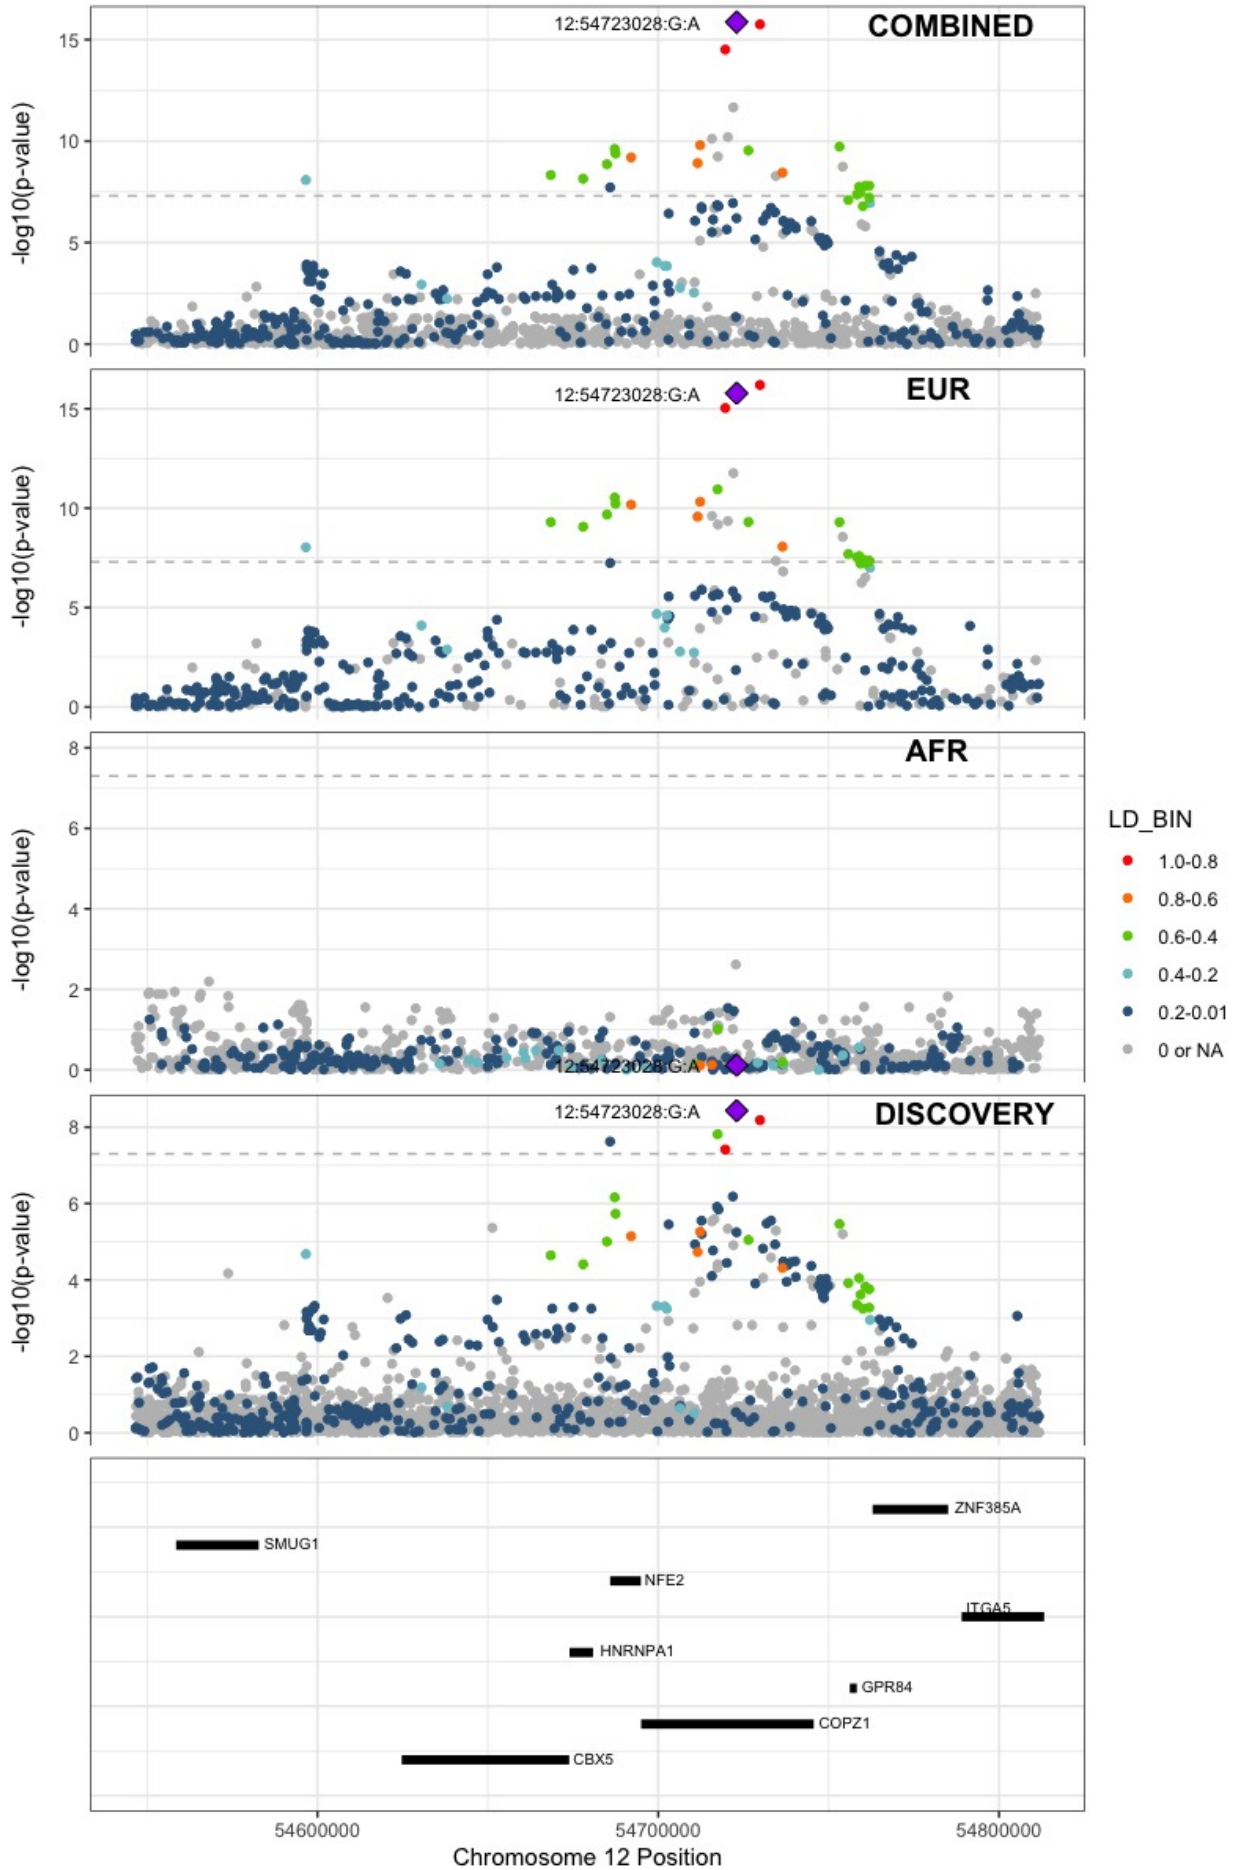 COMBINED
12:54723028:G:A
15
10
5
0
-log10(p-value)
EUR
12:54723028:G:A
15
10
5
0
-log10(p-value)
AFR
8
6
4
2
0
-log10(p-value)
12:54723028:G:A
LD_BIN
1.0-0.8
0.8-0.6
0.6-0.4
0.4-0.2
0.2-0.01
0 or NA
DISCOVERY
12:54723028:G:A
8
6
4
2
0
-log10(p-value)
ZNF385A
SMUG1
NFE2
ITGA5
HNRNPA1
GPR84
COPZ1
CBX5
54600000 54700000 54800000
Chromosome 12 Position